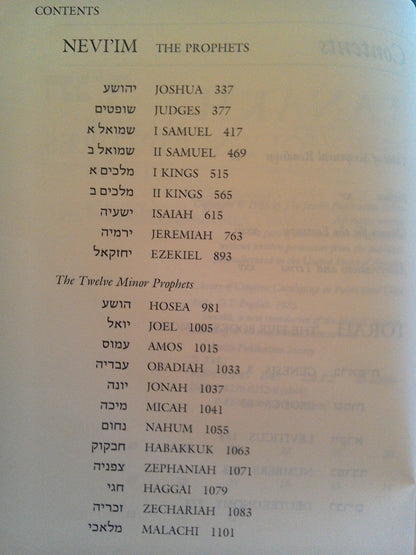 CONTENTS
NEVI'IM THE PROPHETS
יהושע JOSHUA 337
שופטים JUDGES 377
שמואל א I SAMUEL 417
שמואל ב II SAMUEL 469
מלכים א I KINGS 515
מלכים ב II KINGS 565
ישעיה ISAIAH 615
ירמיה JEREMIAH 763
יחזקאל EZEKIEL 893
The Twelve Minor Prophets
הושע HOSEA 981
יואל JOEL 1005
עמוס AMOS 1015
עבדיה OBADIAH 1033
יונה JONAH 1037
מיכה MICAH 1041
נחום NAHUM 1055
חבקוק HABAKKUK 1063
צפניה ZEPHANIAH 1071
חגי HAGGAI 1079
זכריה ZECHARIAH 1083
מלאכי MALACHI 1101